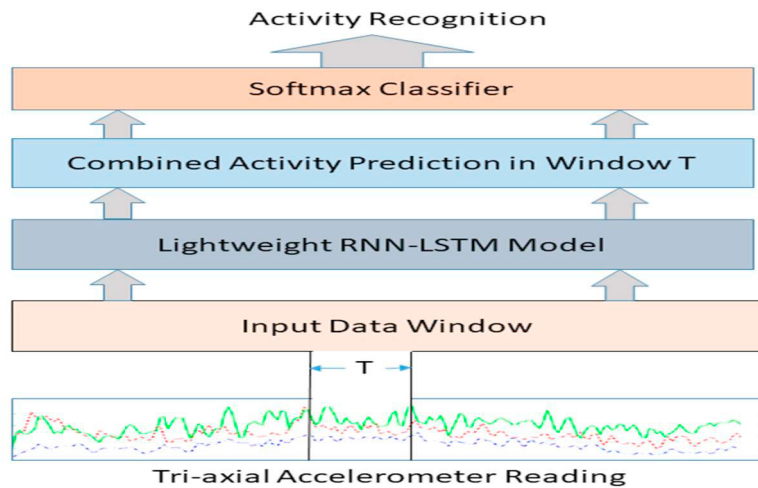 Activity Recognition
Softmax Classifier
Combined Activity Prediction in Window T
Lightweight RNN-LSTM Model
Input Data Window
T
Tri-axial Accelerometer Reading